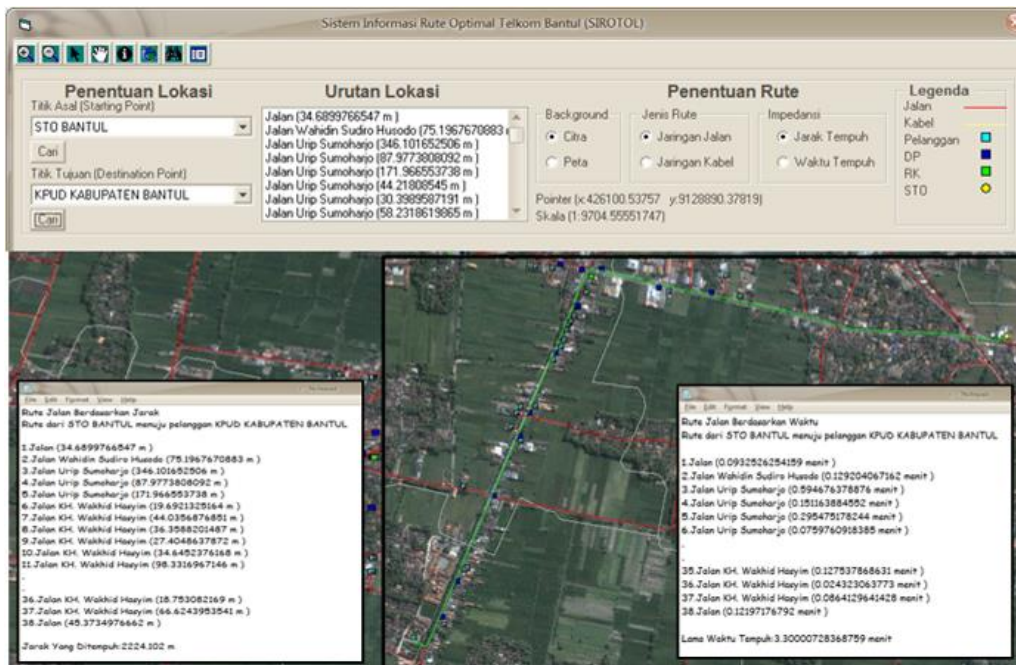 Sistem Informasi Rute Optimal Telkom Bantul (SIROTOL)
Penentuan Lokasi
Titik Asal (Starting Point)
STO BANTUL
Cari
Titik Tujuan (Destination Point)
KPUD KABUPATEN BANTUL
Cari
Urutan Lokasi
Jalan (34.6899766547 m )
Jalan Wahidin Sudiro Husodo (75.1967670883
Jalan Urip Sumoharjo (346.101652506 m )
Jalan Urip Sumoharjo (87.9773808092 m )
Jalan Urip Sumoharjo (171.966553738 m )
Jalan Urip Sumoharjo (44.21808545 m )
Jalan Urip Sumoharjo (30.3989587191 m )
Jalan Urip Sumoharjo (58.2318619865 m )
Penentuan Rute
Background
Citra
Peta
Jenis Rute
Jaringan Jalan
Jaringan Kabel
Impedansi
Jarak Tempuh
Waktu Tempuh
Pointer (x:426100.53757 y:9128890.37819)
Skala (1:9704.55551747)
Legenda
Jalan
Kabel
Pelanggan
DP
RK
STO
File Edit Format View Help
Rute Jalan Berdasarkan Jarak
Rute dari STO BANTUL menuju pelanggan KPUD KABUPATEN BANTUL
1.Jalan (34.6899766547 m )
2.Jalan Wahidin Sudiro Husodo (75.1967670883 m )
3.Jalan Urip Sumoharjo (346.101652506 m )
4.Jalan Urip Sumoharjo (87.9773808092 m )
5.Jalan Urip Sumoharjo (171.966553738 m )
6.Jalan KH. Wakhid Hasyim (19.6921325164 m )
7.Jalan KH. Wakhid Hasyim (44.0356876851 m )
8.Jalan KH. Wakhid Hasyim (36.3588201487 m )
9.Jalan KH. Wakhid Hasyim (27.4048637872 m )
10.Jalan KH. Wakhid Hasyim (34.6452376168 m )
11.Jalan KH. Wakhid Hasyim (98.3316967146 m )
.
.
36.Jalan KH. Wakhid Hasyim (18.753082169 m )
37.Jalan KH. Wakhid Hasyim (66.6243953541 m )
38.Jalan (45.3734976662 m )
Jarak Yang Ditempuh:2224.102 m
File Edit Format View Help
Rute Jalan Berdasarkan Waktu
Rute dari STO BANTUL menuju pelanggan KPUD KABUPATEN BANTUL
1.Jalan (0.0932526254159 menit )
2.Jalan Wahidin Sudiro Husodo (0.129204067162 menit )
3.Jalan Urip Sumoharjo (0.594676378876 menit )
4.Jalan Urip Sumoharjo (0.151163884552 menit )
5.Jalan Urip Sumoharjo (0.295475178244 menit )
6.Jalan Urip Sumoharjo (0.0759760918385 menit )
.
.
35.Jalan KH. Wakhid Hasyim (0.127537868631 menit )
36.Jalan KH. Wakhid Hasyim (0.024323063773 menit )
37.Jalan KH. Wakhid Hasyim (0.0864129641428 menit )
38.Jalan (0.12197176792 menit )
Lama Waktu Tempuh:3.30000728368759 menit